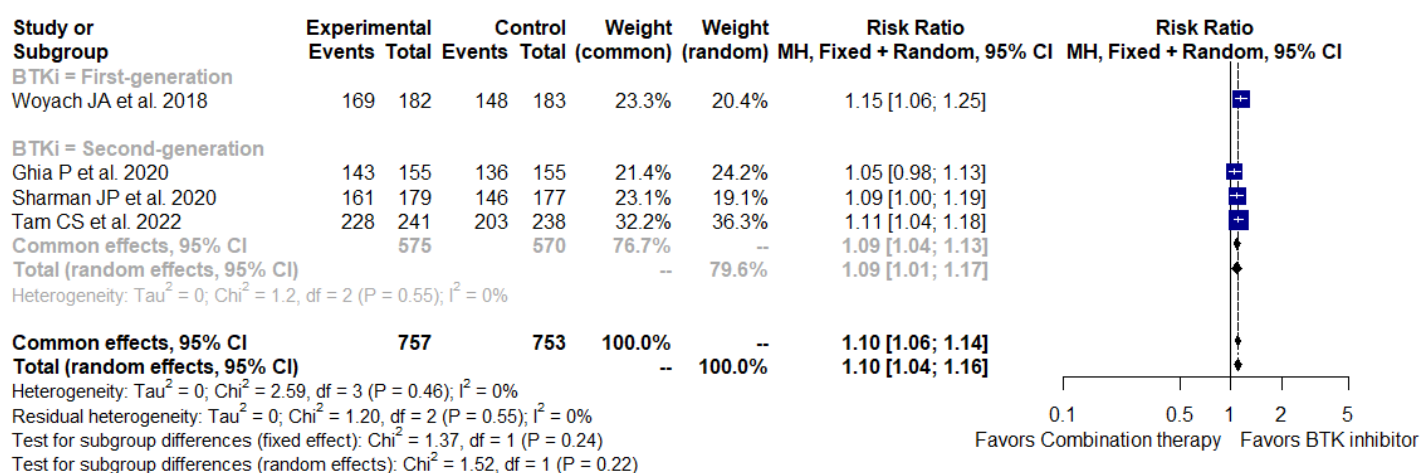 Study or Experimental Control Weight Weight Risk Ratio Risk Ratio
Subgroup Events Total Events Total (common) (random) MH, Fixed + Random, 95% CI MH, Fixed + Random, 95% CI
BTKi = First-generation
Woyach JA et al. 2018 169 182 148 183 23.3% 20.4% 1.15 [1.06; 1.25]
BTKi = Second-generation
Ghia P et al. 2020 143 155 136 155 21.4% 24.2% 1.05 [0.98; 1.13]
Sharman JP et al. 2020 161 179 146 177 23.1% 19.1% 1.09 [1.00; 1.19]
Tam CS et al. 2022 228 241 203 238 32.2% 36.3% 1.11 [1.04; 1.18]
Common effects, 95% CI 575 570 76.7% -- 1.09 [1.04; 1.13]
Total (random effects, 95% CI) -- 79.6% 1.09 [1.01; 1.17]
Heterogeneity: Tau² = 0; Chi² = 1.2, df = 2 (P = 0.55); I² = 0%
Common effects, 95% CI 757 753 100.0% -- 1.10 [1.06; 1.14]
Total (random effects, 95% CI) -- 100.0% 1.10 [1.04; 1.16]
Heterogeneity: Tau² = 0; Chi² = 2.59, df = 3 (P = 0.46); I² = 0%
Residual heterogeneity: Tau² = 0; Chi² = 1.20, df = 2 (P = 0.55); I² = 0%
Test for subgroup differences (fixed effect): Chi² = 1.37, df = 1 (P = 0.24)
Test for subgroup differences (random effects): Chi² = 1.52, df = 1 (P = 0.22)
0.1 0.5 1 2 5
Favors Combination therapy Favors BTK inhibitor